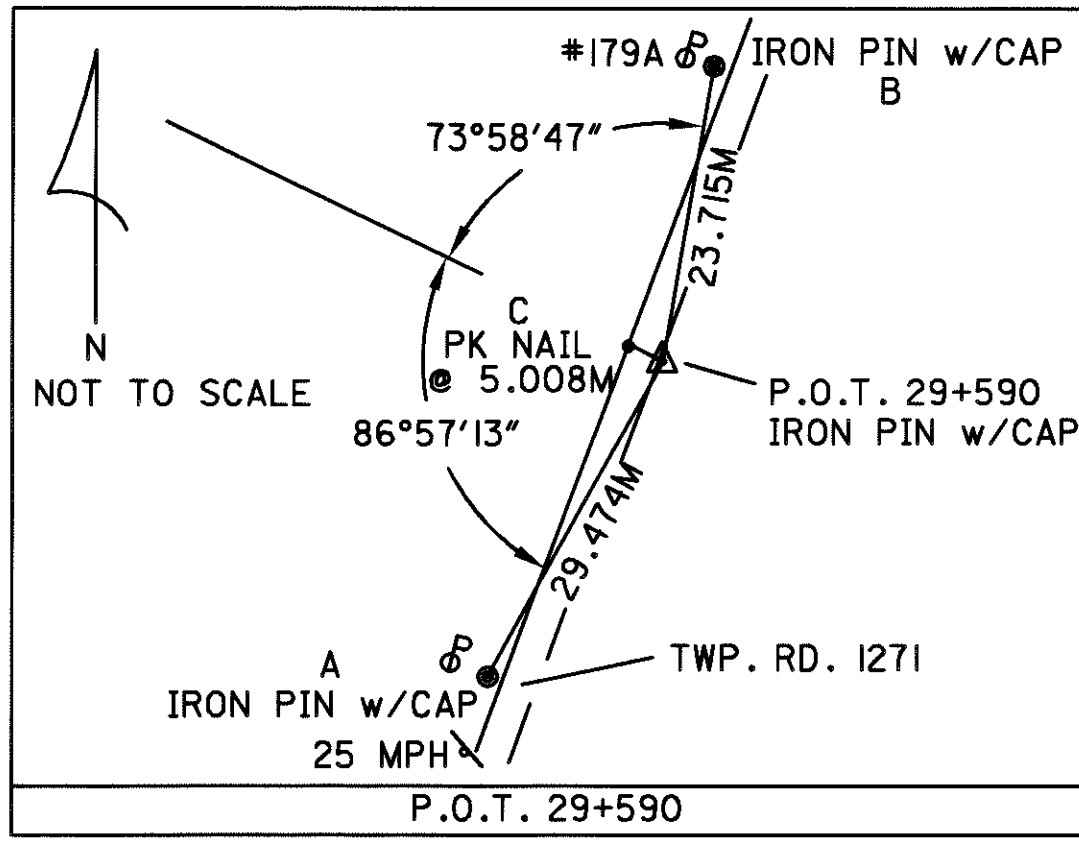 #179A
IRON PIN w/CAP
B
73°58'47"
23.715M
C
PK NAIL
@ 5.008M
N
NOT TO SCALE
P.O.T. 29+590
IRON PIN w/CAP
86°57'13"
29.474M
A
IRON PIN w/CAP
TWP. RD. 1271
25 MPH
P.O.T. 29+590